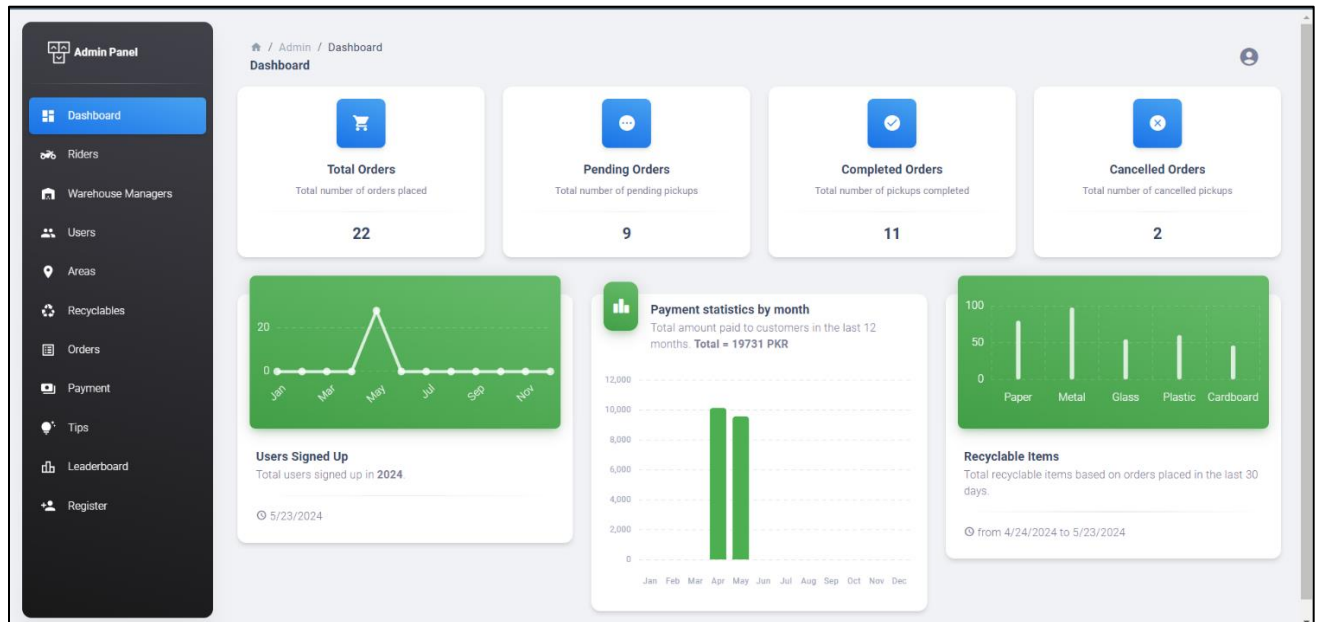 Admin Panel
Dashboard
Riders
Warehouse Managers
Users
Areas
Recyclables
Orders
Payment
Tips
Leaderboard
Register
/ Admin / Dashboard
Dashboard
Total Orders
Total number of orders placed
22
Pending Orders
Total number of pending pickups
9
Completed Orders
Total number of pickups completed
11
Cancelled Orders
Total number of cancelled pickups
2
20
0
Jan Mar May Jul Sep Nov
Users Signed Up
Total users signed up in 2024.
5/23/2024
Payment statistics by month
Total amount paid to customers in the last 12
months. Total = 19731 PKR
12,000
10,000
8,000
6,000
4,000
2,000
0
Jan Feb Mar Apr May Jun Jul Aug Sep Oct Nov Dec
100
50
0
Paper Metal Glass Plastic Cardboard
Recyclable Items
Total recyclable items based on orders placed in the last 30
days.
from 4/24/2024 to 5/23/2024